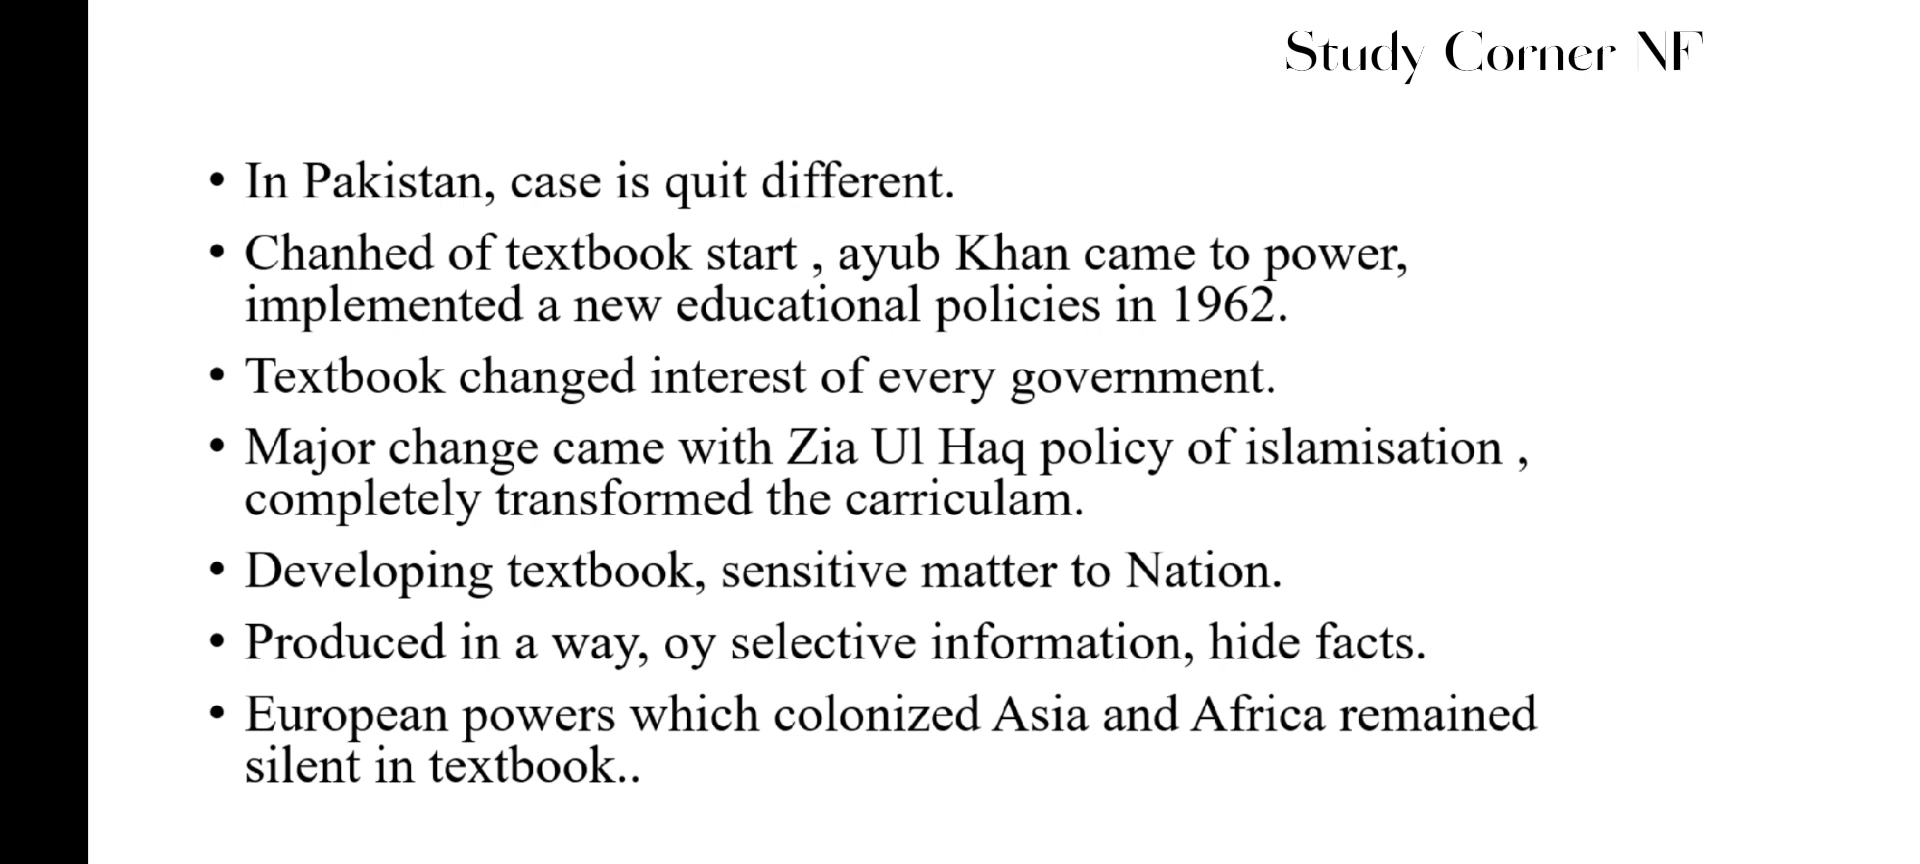 Study Corner NF
• In Pakistan, case is quit different.
• Chanhed of textbook start , ayub Khan came to power,
implemented a new educational policies in 1962.
• Textbook changed interest of every government.
• Major change came with Zia Ul Haq policy of islamisation ,
completely transformed the carriculam.
• Developing textbook, sensitive matter to Nation.
• Produced in a way, oy selective information, hide facts.
• European powers which colonized Asia and Africa remained
silent in textbook..